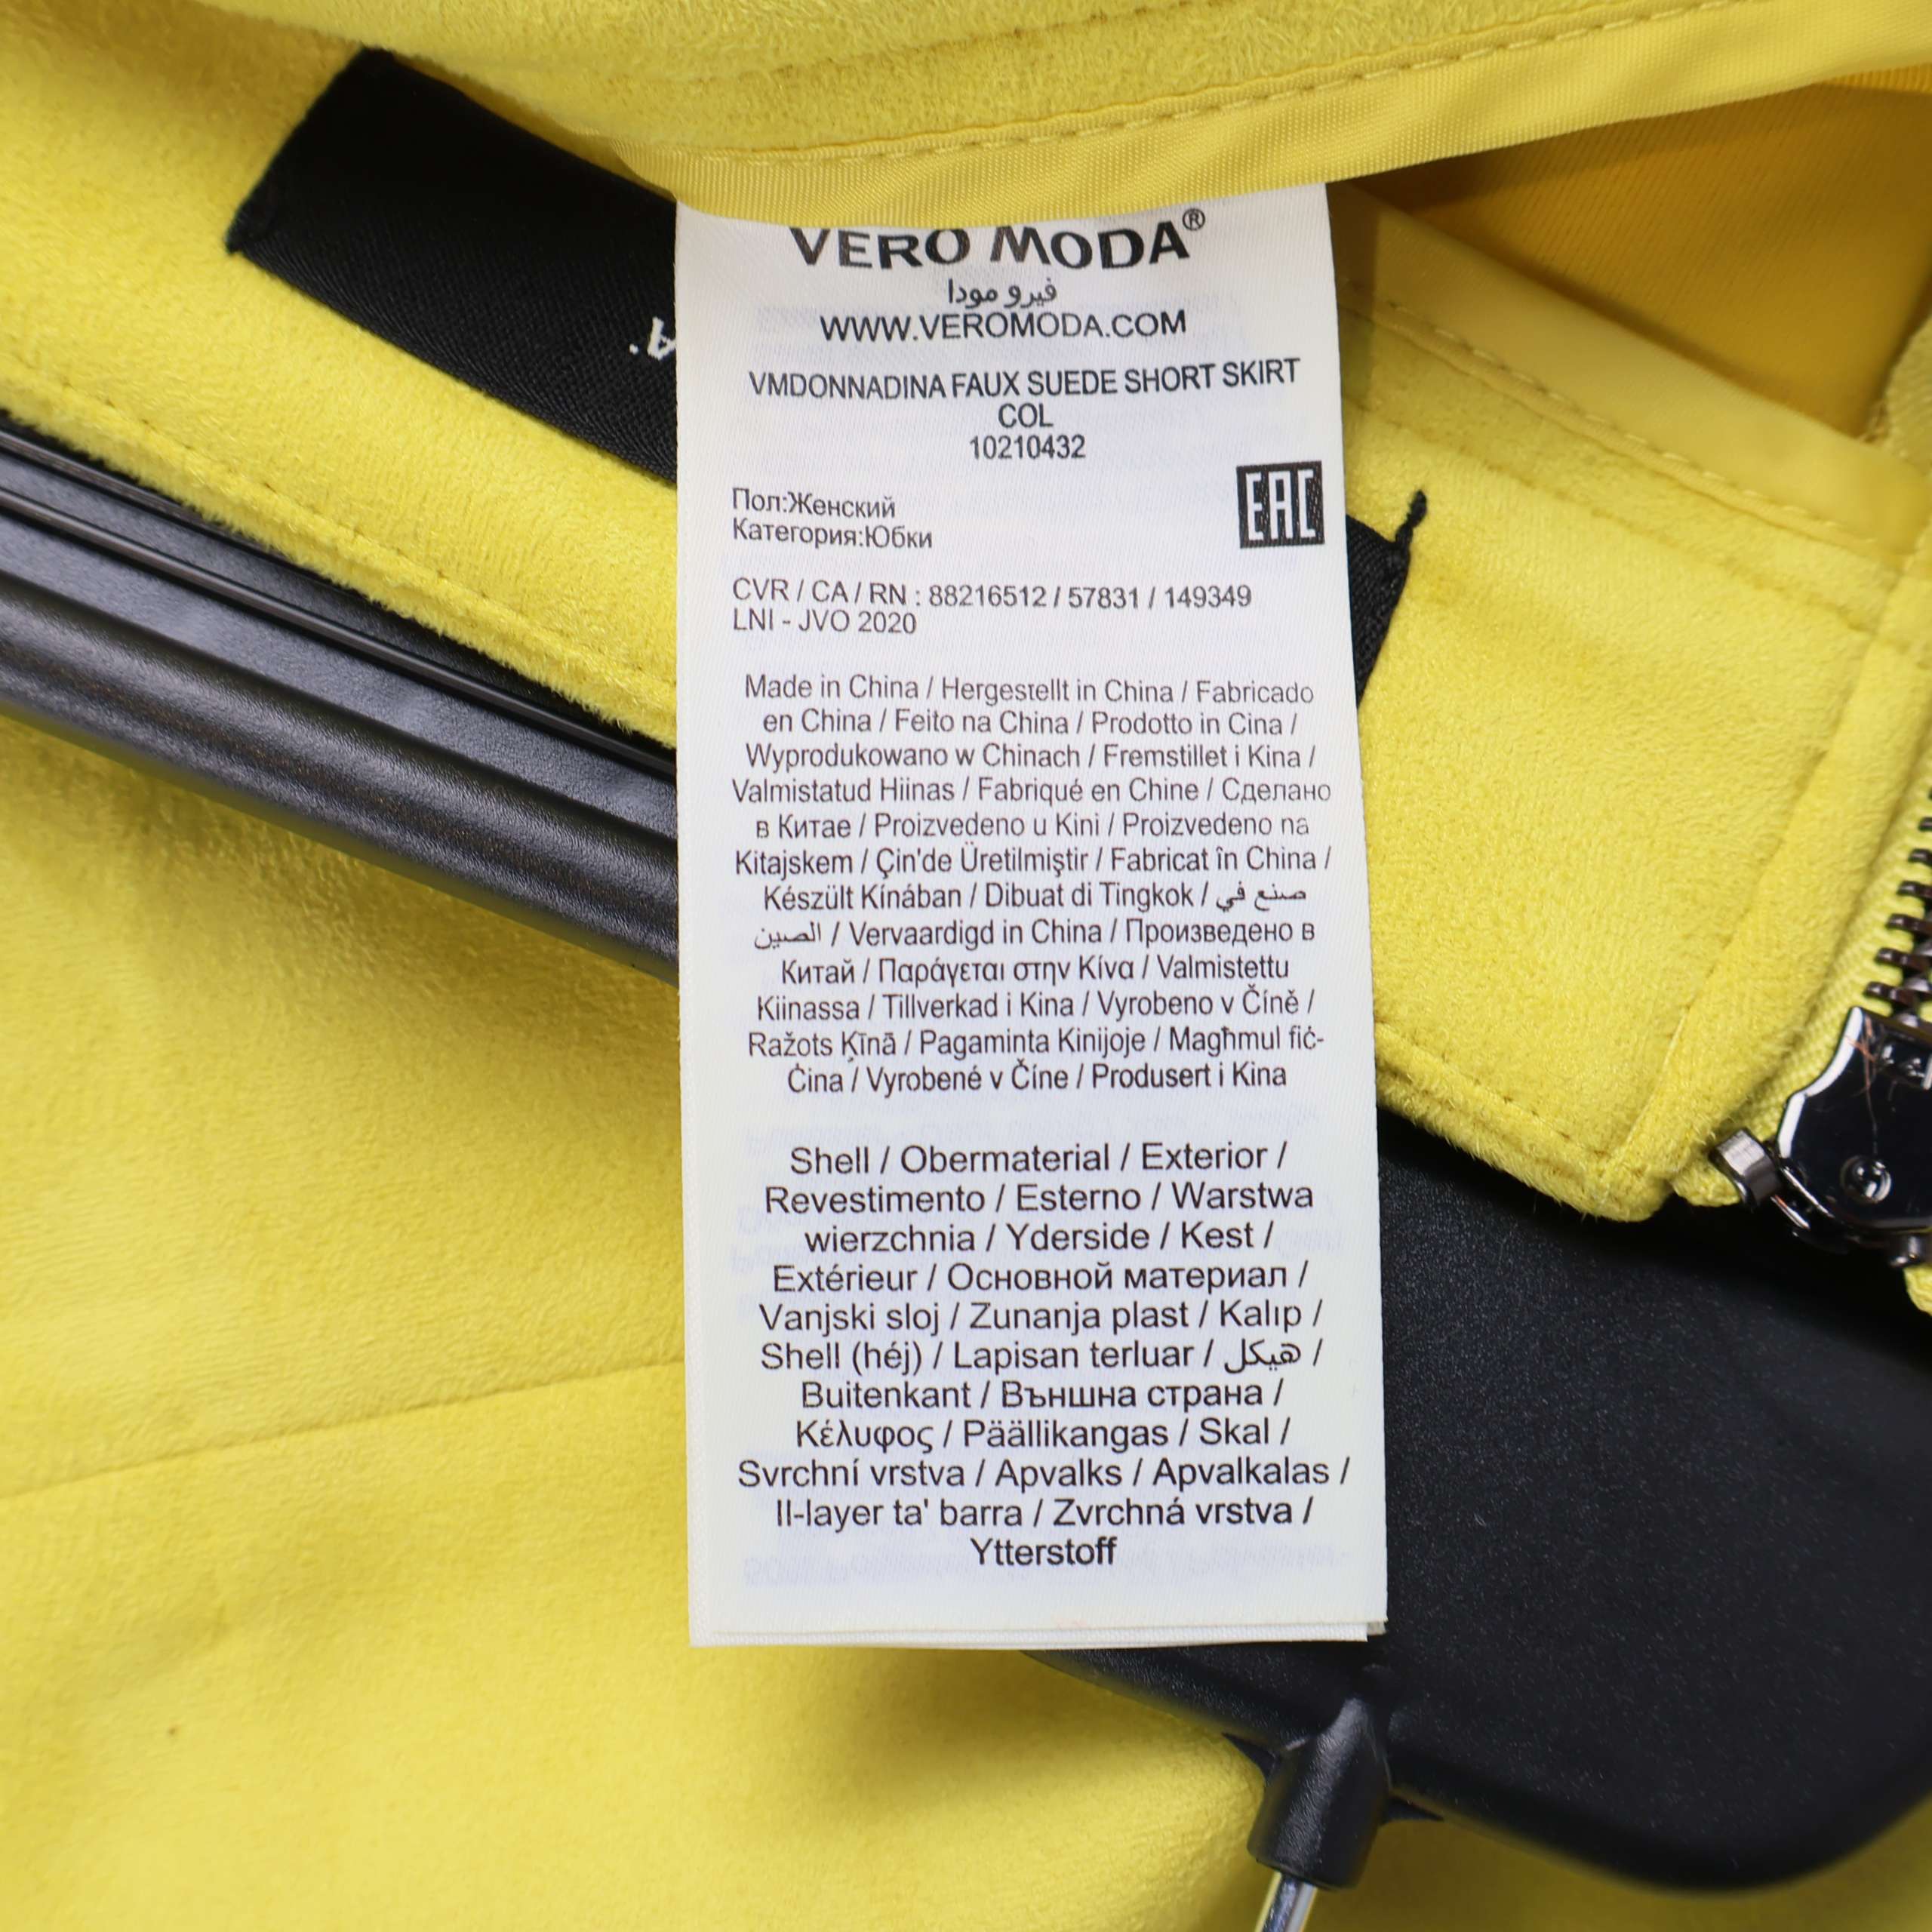 VERO MODA®
فيرو مودا
WWW.VEROMODA.COM
VMDONNADINA FAUX SUEDE SHORT SKIRT
COL
10210432
Пол:Женский
Категория:Юбки
EAC
CVR / CA / RN : 88216512 / 57831 / 149349
LNI - JVO 2020
Made in China / Hergestellt in China / Fabricado
en China / Feito na China / Prodotto in Cina /
Wyprodukowano w Chinach / Fremstillet i Kina /
Valmistatud Hiinas / Fabriqué en Chine / Сделано
в Китае / Proizvedeno u Kini / Proizvedeno na
Kitajskem / Çin'de Üretilmiştir / Fabricat în China /
Készült Kínában / Dibuat di Tingkok / صنع في
الصين / Vervaardigd in China / Произведено в
Китай / Παράγεται στην Κίνα / Valmistettu
Kiinassa / Tillverkad i Kina / Vyrobeno v Číně /
Ražots Ķīnā / Pagaminta Kinijoje / Magħmul fiċ-
Ċina / Vyrobené v Číne / Produsert i Kina
Shell / Obermaterial / Exterior /
Revestimento / Esterno / Warstwa
wierzchnia / Yderside / Kest /
Extérieur / Основной материал /
Vanjski sloj / Zunanja plast / Kalıp /
Shell (héj) / Lapisan terluar / هيكل /
Buitenkant / Външна страна /
Κέλυφος / Päällikangas / Skal /
Svrchní vrstva / Apvalks / Apvalkalas /
Il-layer ta' barra / Zvrchná vrstva /
Ytterstoff